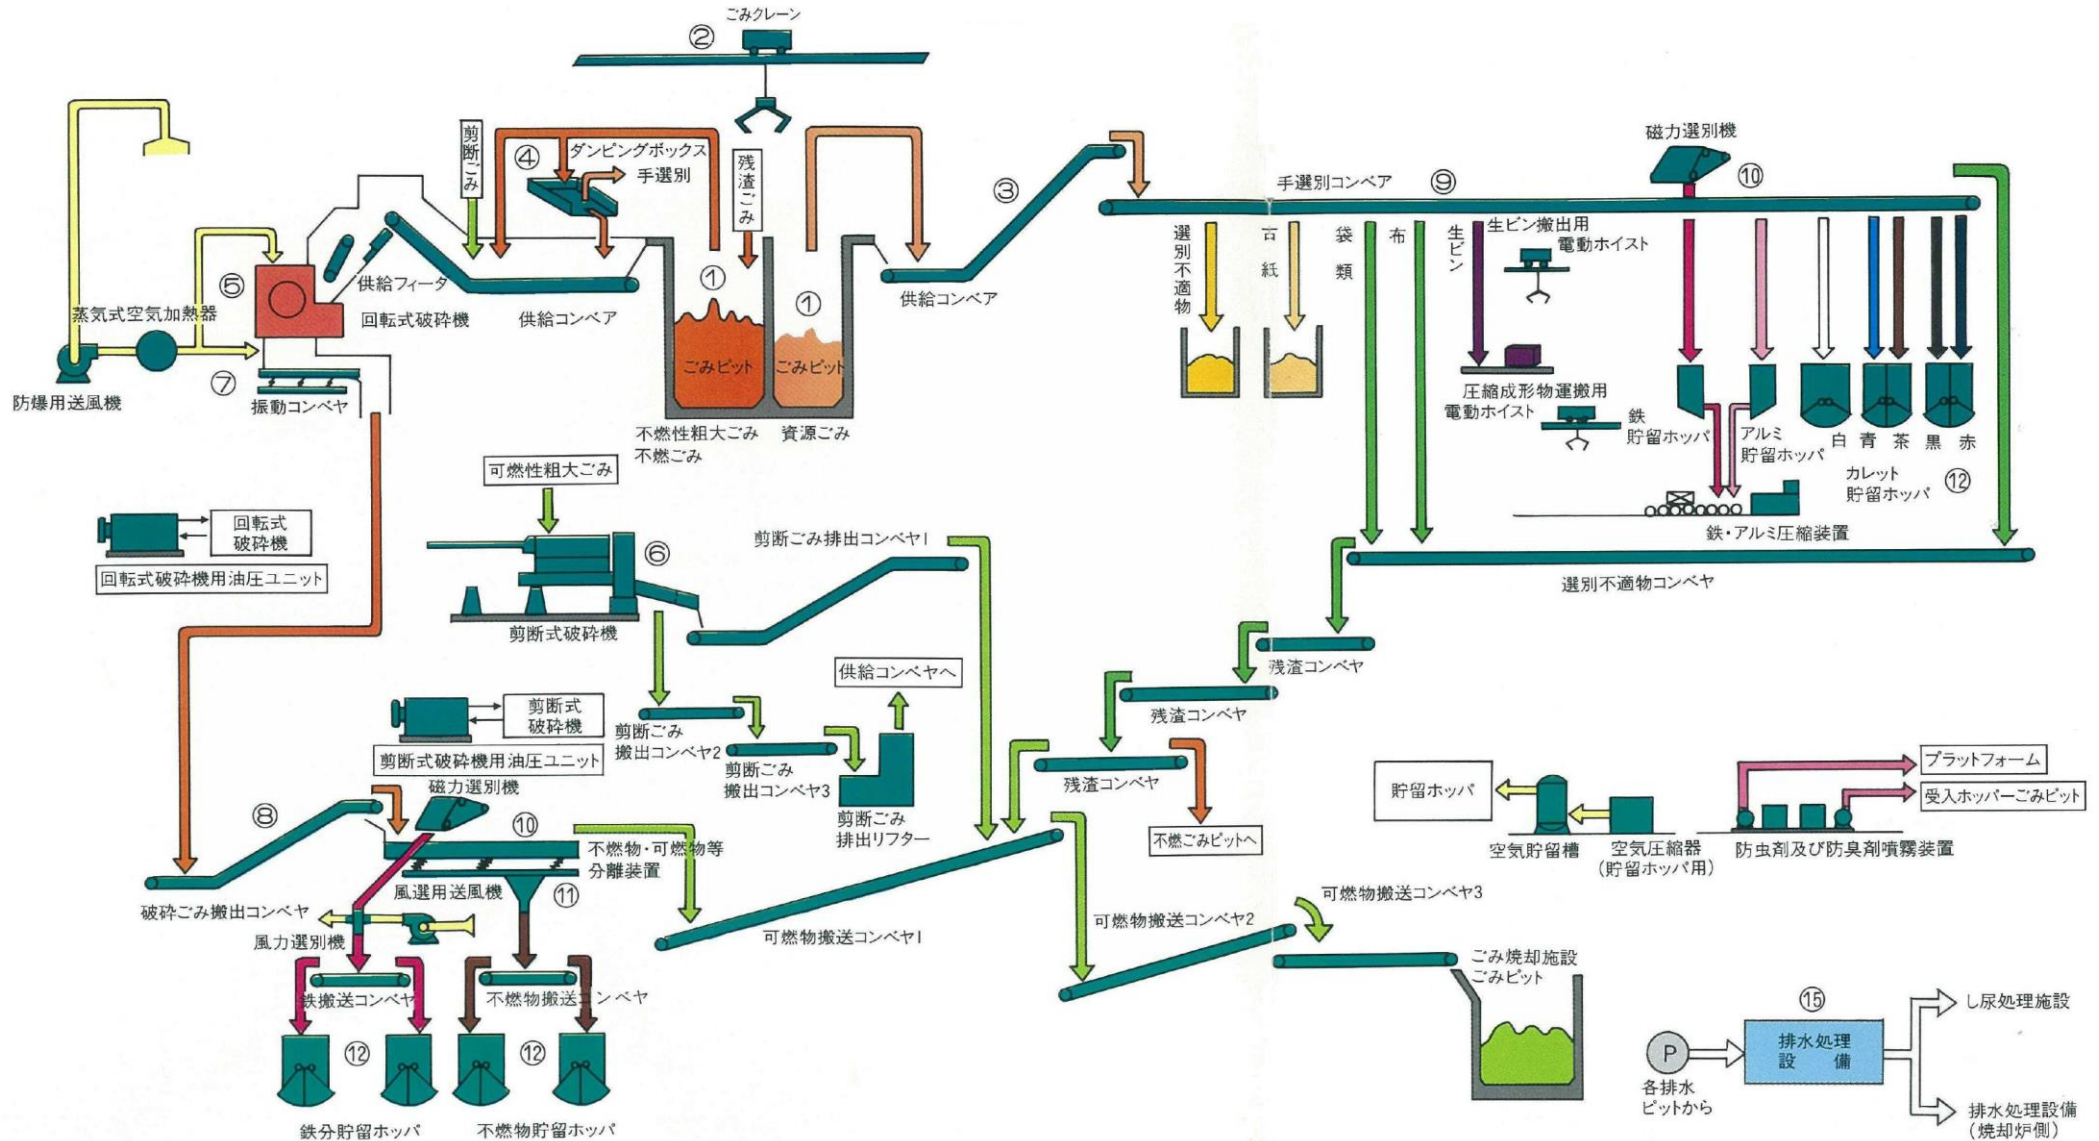 ごみクレーン
②
剪断ごみ
④
ダンピングボックス
手選別
残渣ごみ
③
磁力選別機
⑩
手選別コンベア
⑨
選別不適物
古紙
袋類
布
生ビン
生ビン搬出用
電動ホイスト
⑤
供給フィーダ
蒸気式空気加熱器
回転式破砕機
供給コンベア
①
①
供給コンベア
ごみピット
ごみピット
⑦
防爆用送風機
振動コンベヤ
不燃性粗大ごみ
不燃ごみ
資源ごみ
圧縮成形物運搬用
電動ホイスト
鉄
貯留ホッパ
アルミ
貯留ホッパ
白 青 茶 黒 赤
カレット
貯留ホッパ
⑫
鉄・アルミ圧縮装置
可燃性粗大ごみ
回転式
破砕機
回転式破砕機用油圧ユニット
⑥
剪断ごみ排出コンベヤ1
剪断式破砕機
選別不適物コンベヤ
残渣コンベヤ
供給コンベヤへ
残渣コンベヤ
剪断式
破砕機
剪断式破砕機用油圧ユニット
剪断ごみ
搬出コンベヤ2
剪断ごみ
搬出コンベヤ3
剪断ごみ
排出リフター
残渣コンベヤ
不燃ごみピットへ
貯留ホッパ
空気貯留槽
空気圧縮器
(貯留ホッパ用)
プラットフォーム
受入ホッパーごみピット
防虫剤及び防臭剤噴霧装置
磁力選別機
⑧
⑩
不燃物・可燃物等
分離装置
風選用送風機
⑪
破砕ごみ搬出コンベヤ
風力選別機
可燃物搬送コンベヤ1
可燃物搬送コンベヤ2
可燃物搬送コンベヤ3
ごみ焼却施設
ごみピット
鉄搬送コンベヤ
不燃物搬送コンベヤ
⑫
⑫
鉄分貯留ホッパ
不燃物貯留ホッパ
⑮
P
各排水
ピットから
排水処理
設備
し尿処理施設
排水処理設備
(焼却炉側)